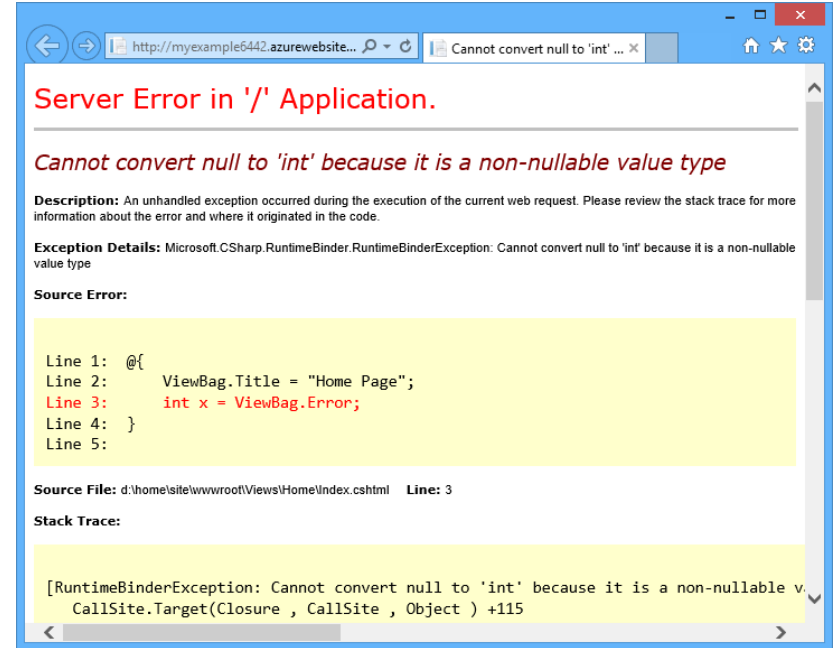 http://myexample6442.azurewebsite...
Cannot convert null to 'int' ...
Server Error in '/' Application.
Cannot convert null to 'int' because it is a non-nullable value type
Description: An unhandled exception occurred during the execution of the current web request. Please review the stack trace for more
information about the error and where it originated in the code.
Exception Details: Microsoft.CSharp.RuntimeBinder.RuntimeBinderException: Cannot convert null to 'int' because it is a non-nullable
value type
Source Error:
Line 1:  @{
Line 2:      ViewBag.Title = "Home Page";
Line 3:      int x = ViewBag.Error;
Line 4:  }
Line 5:
Source File: d:\home\site\wwwroot\Views\Home\Index.cshtml    Line: 3
Stack Trace:
[RuntimeBinderException: Cannot convert null to 'int' because it is a non-nullable v
CallSite.Target(Closure , CallSite , Object ) +115